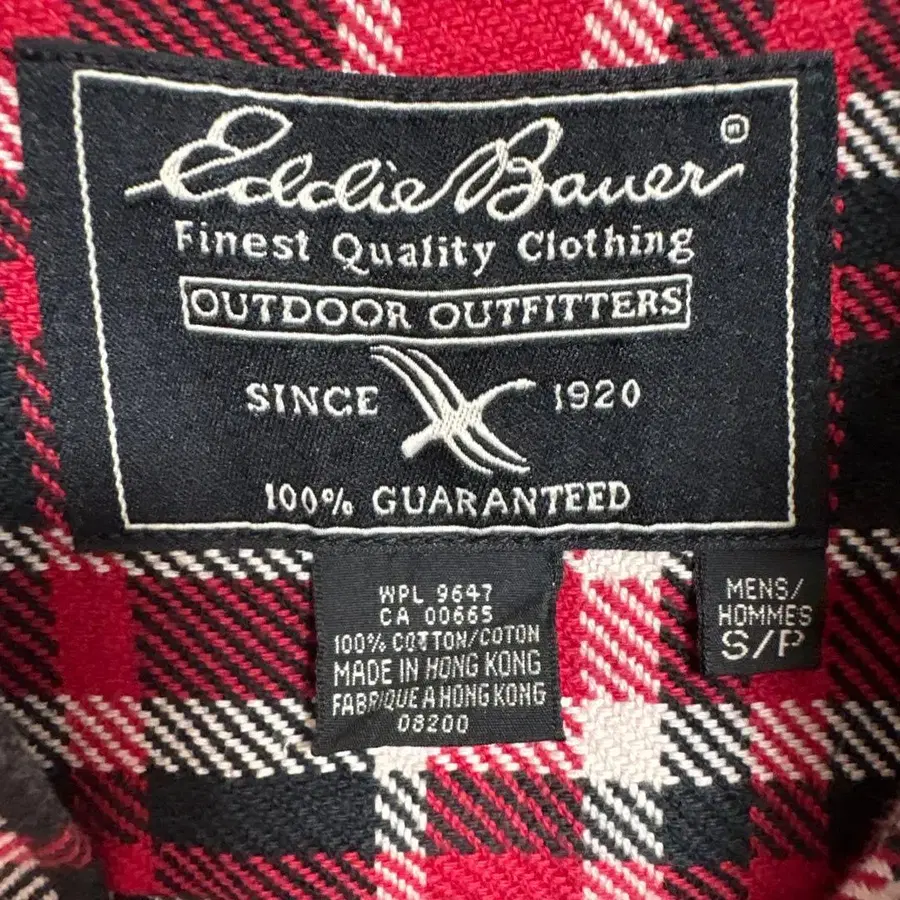 Eddie Bauer ®
Finest Quality Clothing
OUTDOOR OUTFITTERS
SINCE 1920
100% GUARANTEED
WPL 9647
CA 00665
100% COTTON/COTON
MADE IN HONG KONG
FABRIQUE A HONG KONG
08200
MENS/
HOMMES
S/P